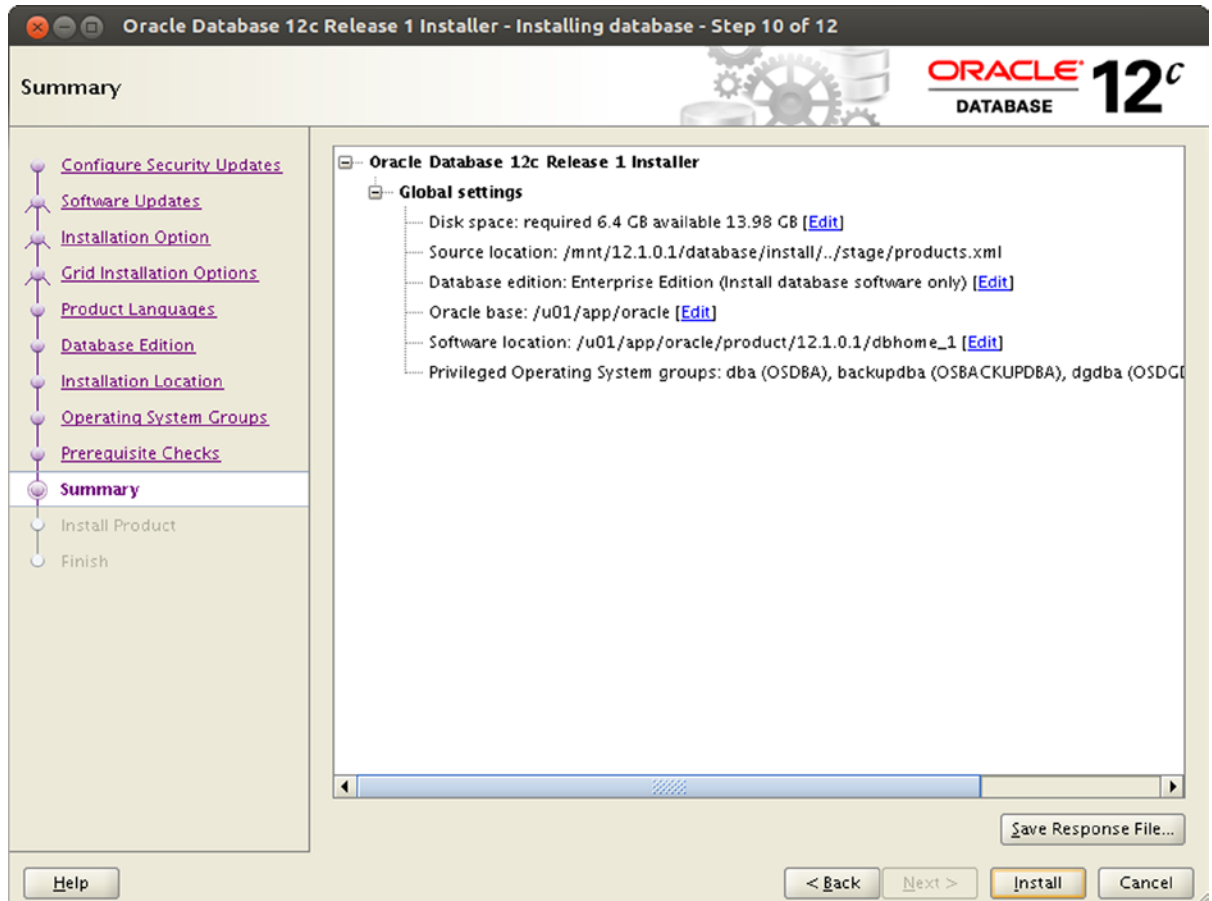 Oracle Database 12c Release 1 Installer - Installing database - Step 10 of 12
Summary
ORACLE DATABASE 12c
Configure Security Updates
Software Updates
Installation Option
Grid Installation Options
Product Languages
Database Edition
Installation Location
Operating System Groups
Prerequisite Checks
Summary
Install Product
Finish
Oracle Database 12c Release 1 Installer
Global settings
Disk space: required 6.4 GB available 13.98 GB [Edit]
Source location: /mnt/12.1.0.1/database/install/../stage/products.xml
Database edition: Enterprise Edition (Install database software only) [Edit]
Oracle base: /u01/app/oracle [Edit]
Software location: /u01/app/oracle/product/12.1.0.1/dbhome_1 [Edit]
Privileged Operating System groups: dba (OSDBA), backupdba (OSBACKUPDBA), dgdba (OSDGD
Save Response File...
Help
< Back Next > Install Cancel